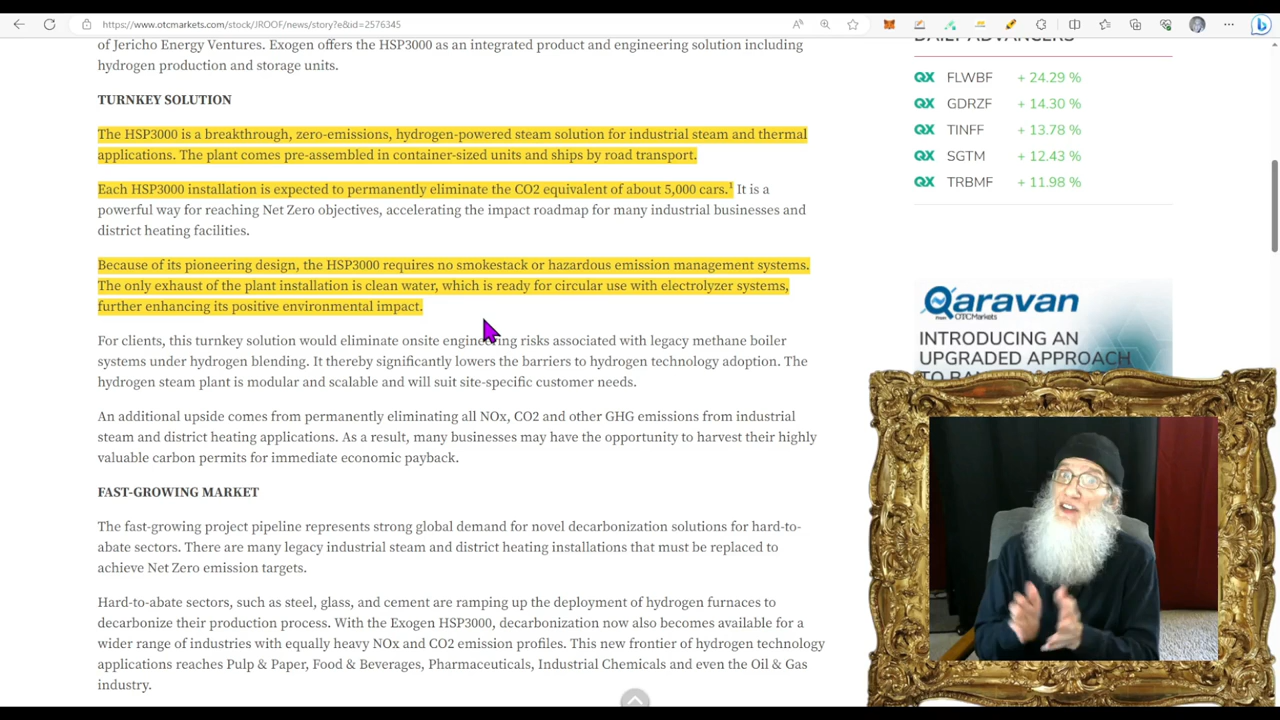 https://www.otcmarkets.com/stock/JROOF/news/story?e&id=2576345
of Jericho Energy Ventures. Exogen offers the HSP3000 as an integrated product and engineering solution including
hydrogen production and storage units.
TURNKEY SOLUTION
The HSP3000 is a breakthrough, zero-emissions, hydrogen-powered steam solution for industrial steam and thermal
applications. The plant comes pre-assembled in container-sized units and ships by road transport.
Each HSP3000 installation is expected to permanently eliminate the CO2 equivalent of about 5,000 cars.¹ It is a
powerful way for reaching Net Zero objectives, accelerating the impact roadmap for many industrial businesses and
district heating facilities.
Because of its pioneering design, the HSP3000 requires no smokestack or hazardous emission management systems.
The only exhaust of the plant installation is clean water, which is ready for circular use with electrolyzer systems,
further enhancing its positive environmental impact.
For clients, this turnkey solution would eliminate onsite engineering risks associated with legacy methane boiler
systems under hydrogen blending. It thereby significantly lowers the barriers to hydrogen technology adoption. The
hydrogen steam plant is modular and scalable and will suit site-specific customer needs.
An additional upside comes from permanently eliminating all NOx, CO2 and other GHG emissions from industrial
steam and district heating applications. As a result, many businesses may have the opportunity to harvest their highly
valuable carbon permits for immediate economic payback.
FAST-GROWING MARKET
The fast-growing project pipeline represents strong global demand for novel decarbonization solutions for hard-to-
abate sectors. There are many legacy industrial steam and district heating installations that must be replaced to
achieve Net Zero emission targets.
Hard-to-abate sectors, such as steel, glass, and cement are ramping up the deployment of hydrogen furnaces to
decarbonize their production process. With the Exogen HSP3000, decarbonization now also becomes available for a
wider range of industries with equally heavy NOx and CO2 emission profiles. This new frontier of hydrogen technology
applications reaches Pulp & Paper, Food & Beverages, Pharmaceuticals, Industrial Chemicals and even the Oil & Gas
industry.
DAILY ADVANCERS
QX FLWBF + 24.29 %
QX GDRZF + 14.30 %
QX TINFF + 13.78 %
QX SGTM + 12.43 %
QX TRBMF + 11.98 %
Qaravan
From OTCMarkets
INTRODUCING AN
UPGRADED APPROACH